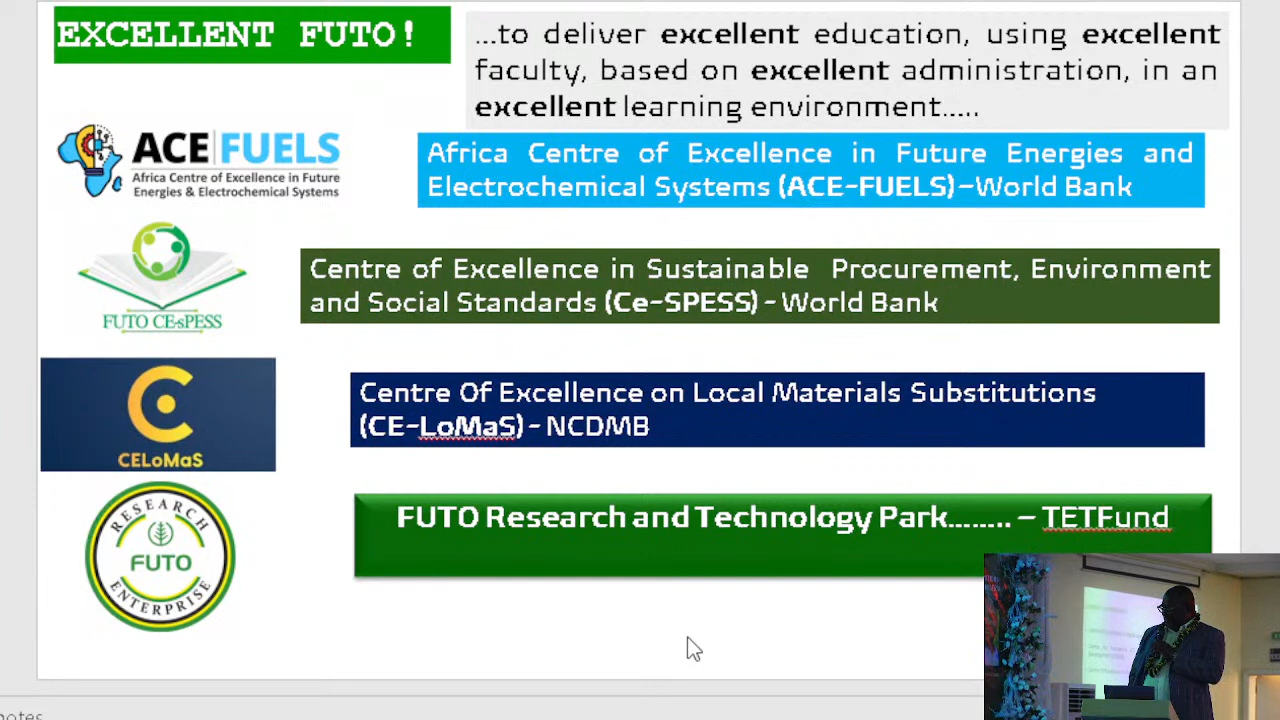 EXCELLENT FUTO!
...to deliver excellent education, using excellent
faculty, based on excellent administration, in an
excellent learning environment.....
ACE FUELS
Africa Centre of Excellence in Future
Energies & Electrochemical Systems
Africa Centre of Excellence in Future Energies and
Electrochemical Systems (ACE-FUELS) –World Bank
FUTO CE-sPESS
Centre of Excellence in Sustainable Procurement, Environment
and Social Standards (Ce-SPESS) - World Bank
CELoMaS
Centre Of Excellence on Local Materials Substitutions
(CE-LoMaS) - NCDMB
RESEARCH
FUTO
ENTERPRISE
FUTO Research and Technology Park........ – TETFund
notes